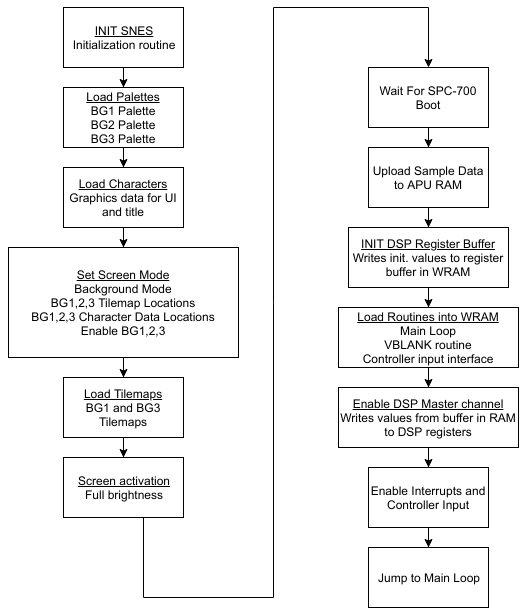 INIT SNES
Initialization routine
Load Palettes
BG1 Palette
BG2 Palette
BG3 Palette
Load Characters
Graphics data for UI
and title
Set Screen Mode
Background Mode
BG1,2,3 Tilemap Locations
BG1,2,3 Character Data Locations
Enable BG1,2,3
Load Tilemaps
BG1 and BG3
Tilemaps
Screen activation
Full brightness
Wait For SPC-700
Boot
Upload Sample Data
to APU RAM
INIT DSP Register Buffer
Writes init. values to register
buffer in WRAM
Load Routines into WRAM
Main Loop
VBLANK routine
Controller input interface
Enable DSP Master channel
Writes values from buffer in RAM
to DSP registers
Enable Interrupts and
Controller Input
Jump to Main Loop